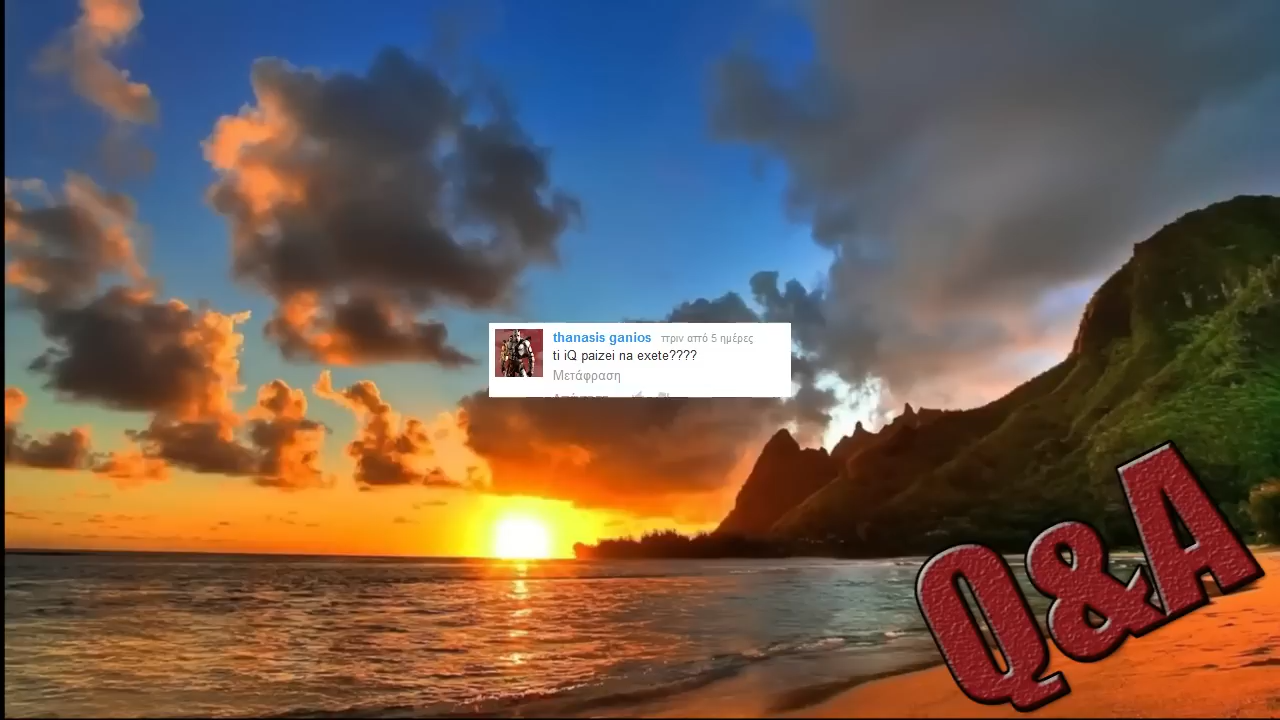 thanasis ganios πριν από 5 ημέρες
ti iQ paizei na exete????
Μετάφραση
Q&A